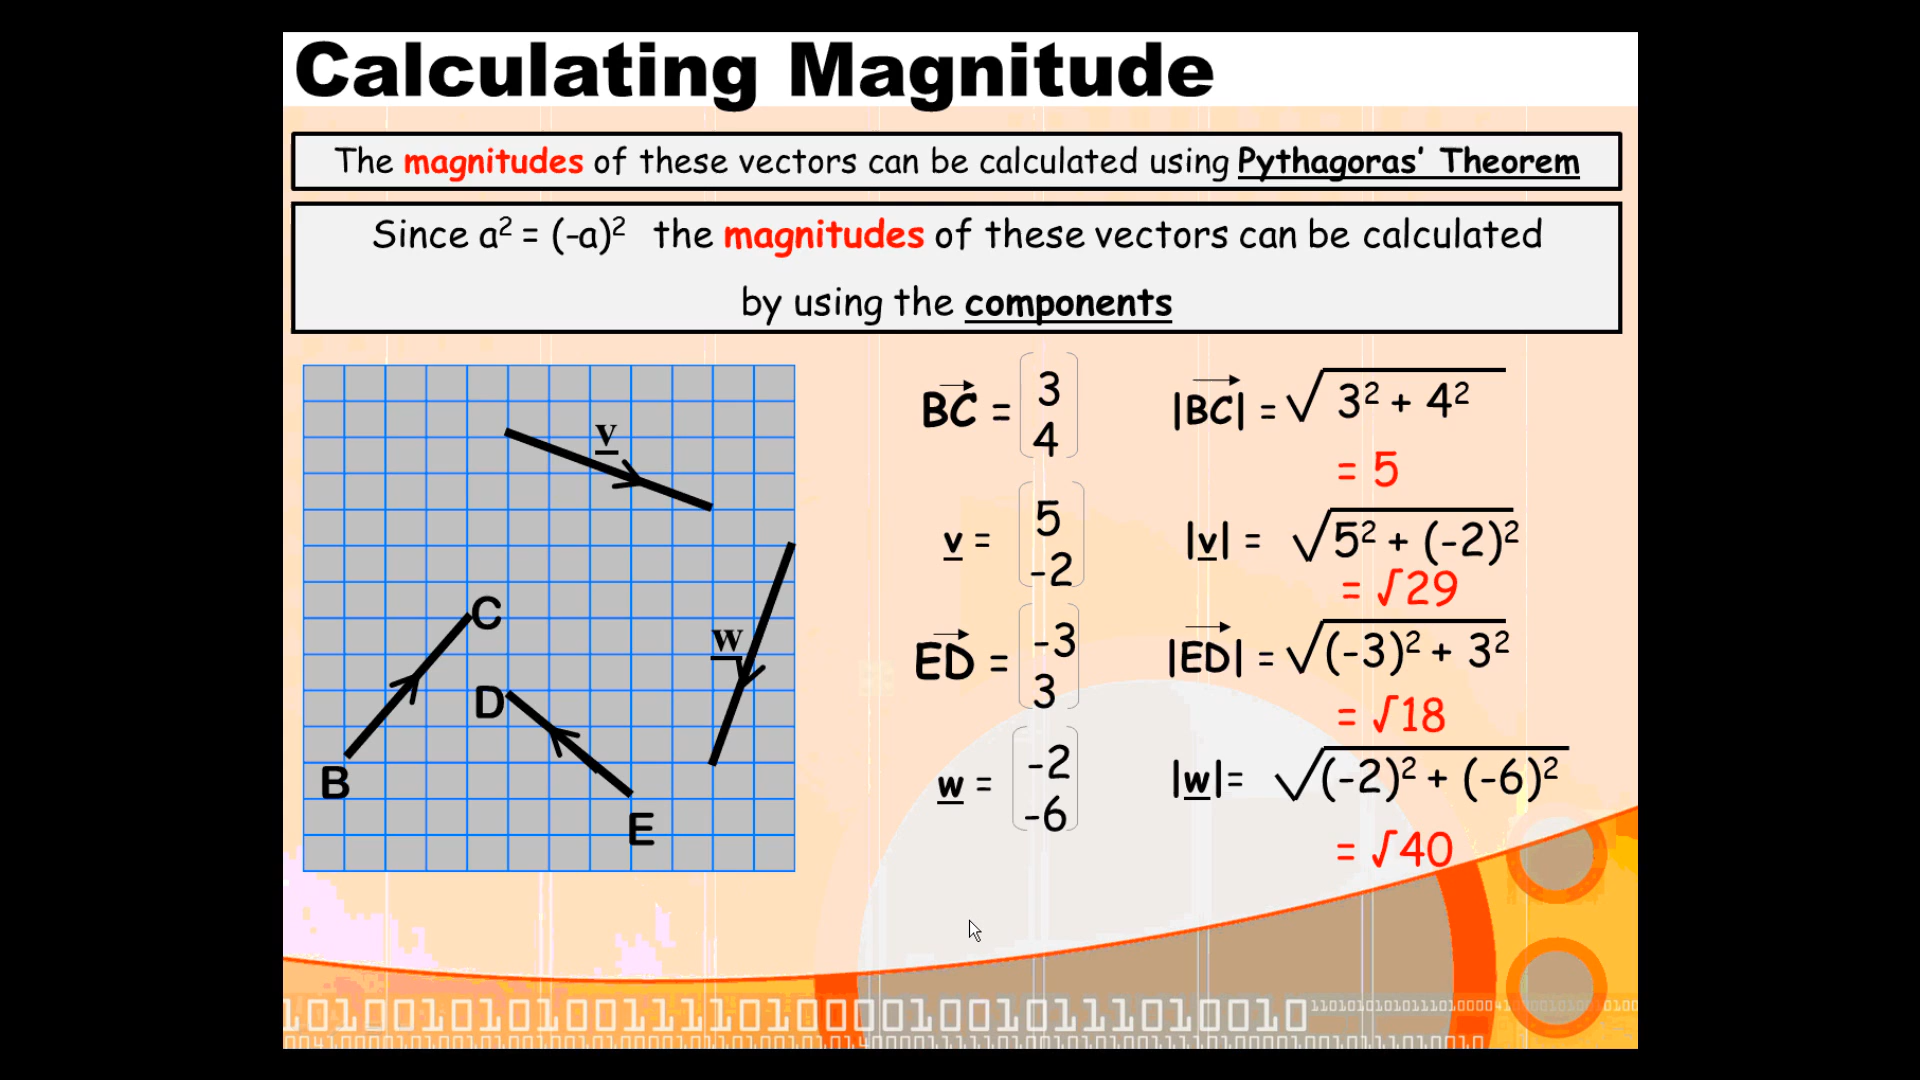 Calculating Magnitude
The magnitudes of these vectors can be calculated using Pythagoras’ Theorem
Since a² = (-a)² the magnitudes of these vectors can be calculated
by using the components
v
C
w
D
B
E
BC = 
3
4
|BC| = √3² + 4²
= 5
v =
5
-2
|v| = √5² + (-2)²
= √29
ED =
-3
3
|ED| = √(-3)² + 3²
= √18
w =
-2
-6
|w|= √(-2)² + (-6)²
= √40